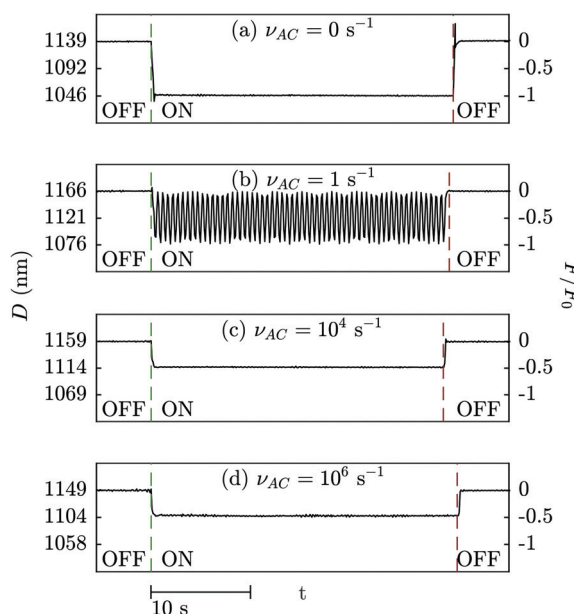 (a) ν_AC = 0 s⁻¹
1139
1092
1046
0
-0.5
-1
OFF ON OFF
(b) ν_AC = 1 s⁻¹
1166
1121
1076
0
-0.5
-1
OFF ON OFF
D (nm)
F/F₀
(c) ν_AC = 10⁴ s⁻¹
1159
1114
1069
0
-0.5
-1
OFF ON OFF
(d) ν_AC = 10⁶ s⁻¹
1149
1104
1058
0
-0.5
-1
OFF ON OFF
10 s
t